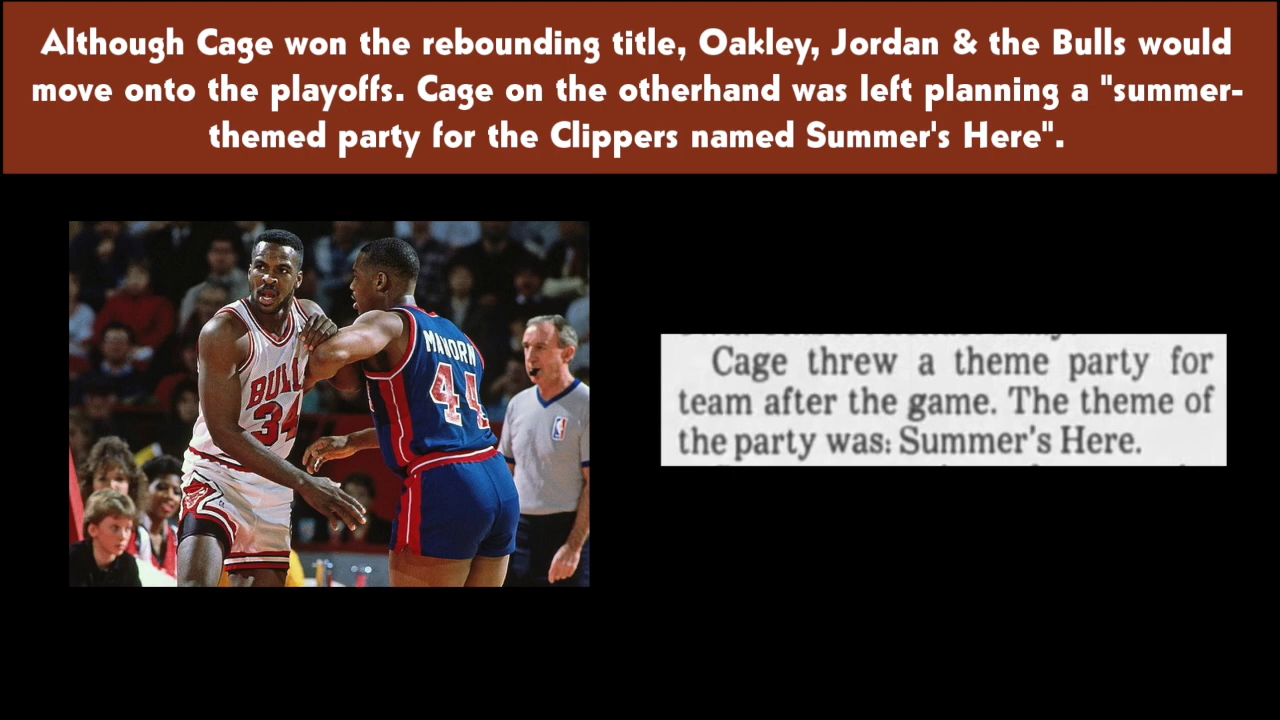 Although Cage won the rebounding title, Oakley, Jordan & the Bulls would
move onto the playoffs. Cage on the otherhand was left planning a "summer-
themed party for the Clippers named Summer's Here".
BULL
34
MAHORN
44
Cage threw a theme party for
team after the game. The theme of
the party was: Summer's Here.